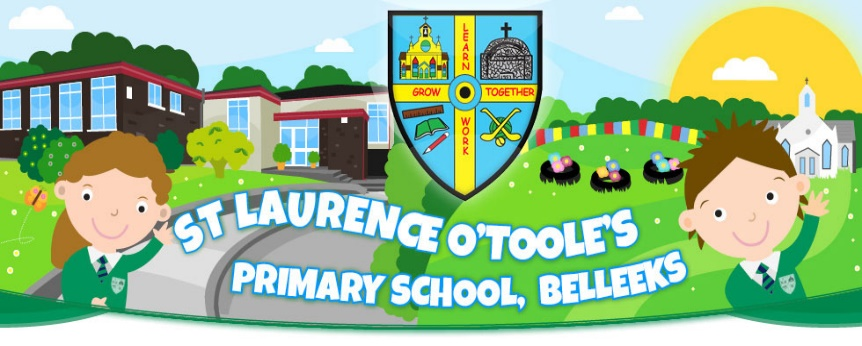 LEARN
GROW TOGETHER
WORK
ST LAURENCE O'TOOLE'S
PRIMARY SCHOOL, BELLEEKS